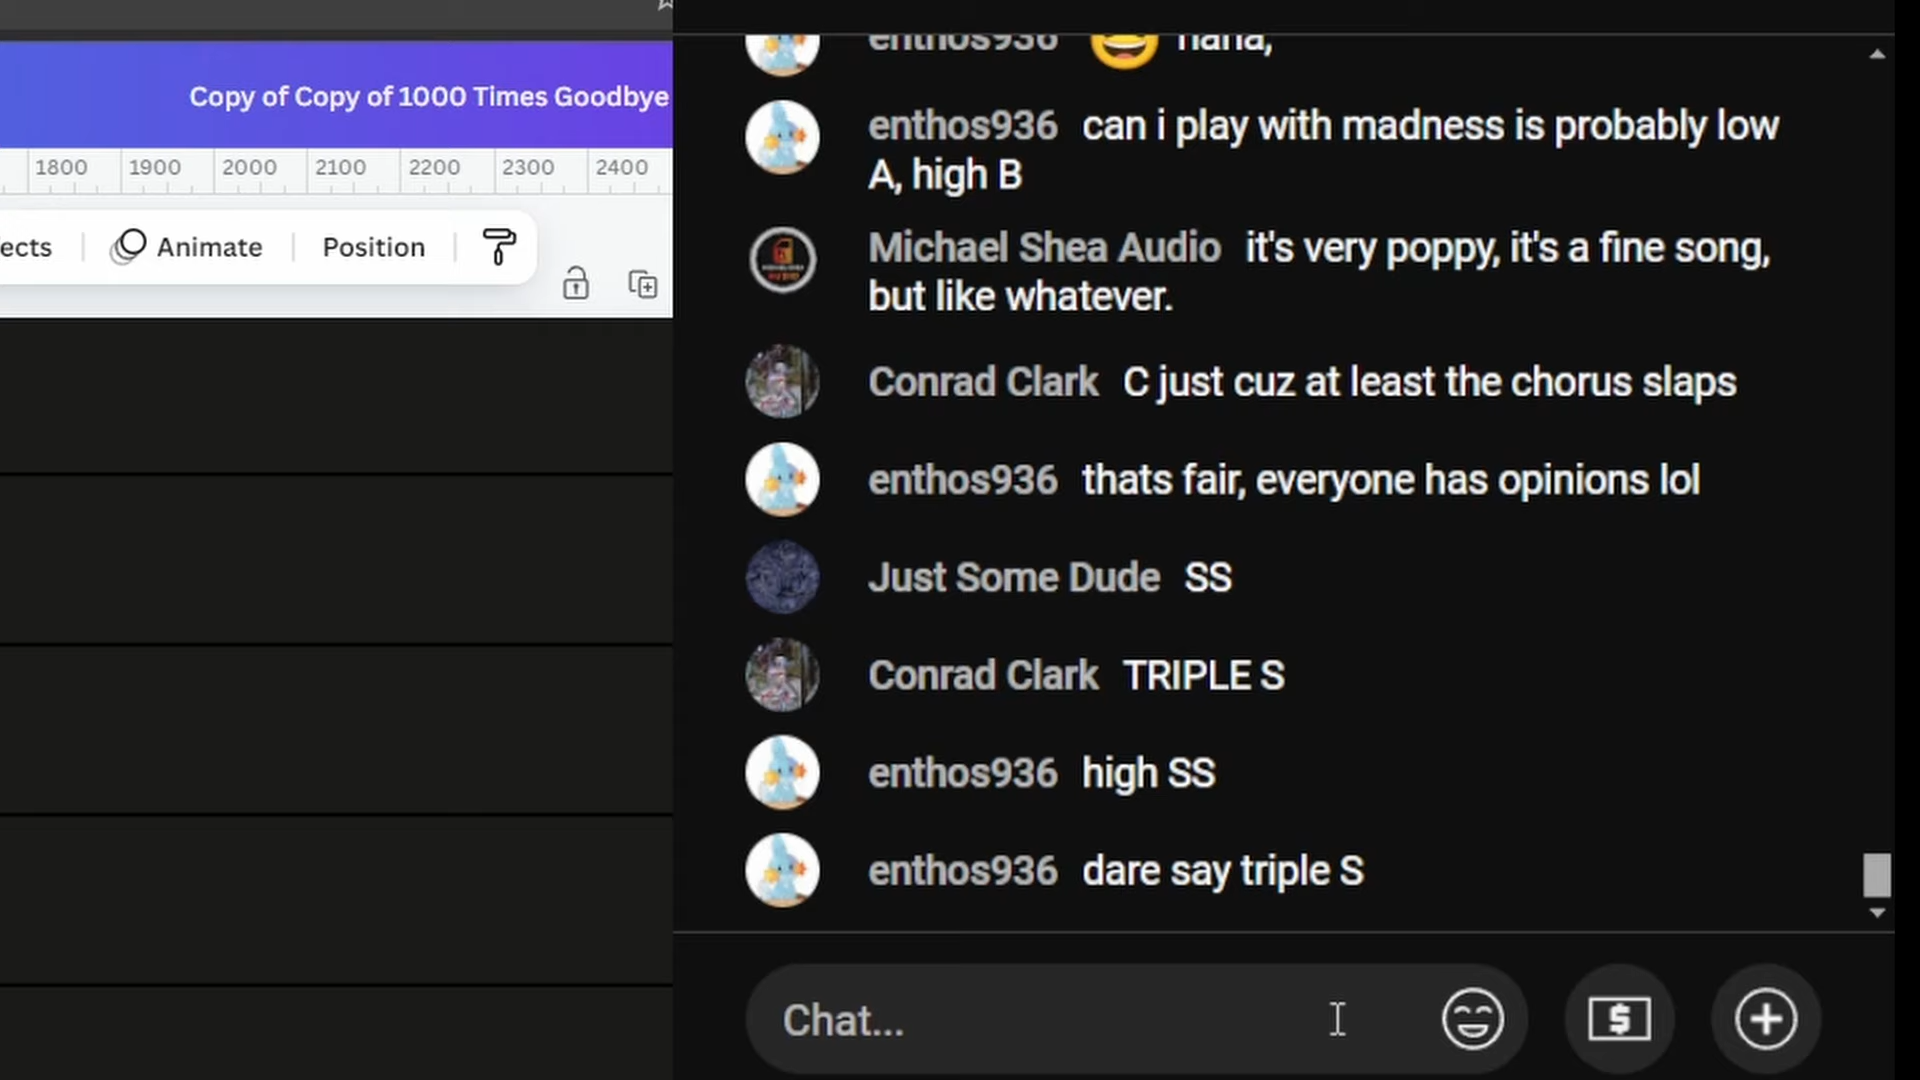 Copy of Copy of 1000 Times Goodbye
1800 1900 2000 2100 2200 2300 2400
ects Animate Position
enthos936 haha,
enthos936 can i play with madness is probably low
A, high B
Michael Shea Audio it's very poppy, it's a fine song,
but like whatever.
Conrad Clark C just cuz at least the chorus slaps
enthos936 thats fair, everyone has opinions lol
Just Some Dude SS
Conrad Clark TRIPLE S
enthos936 high SS
enthos936 dare say triple S
Chat...